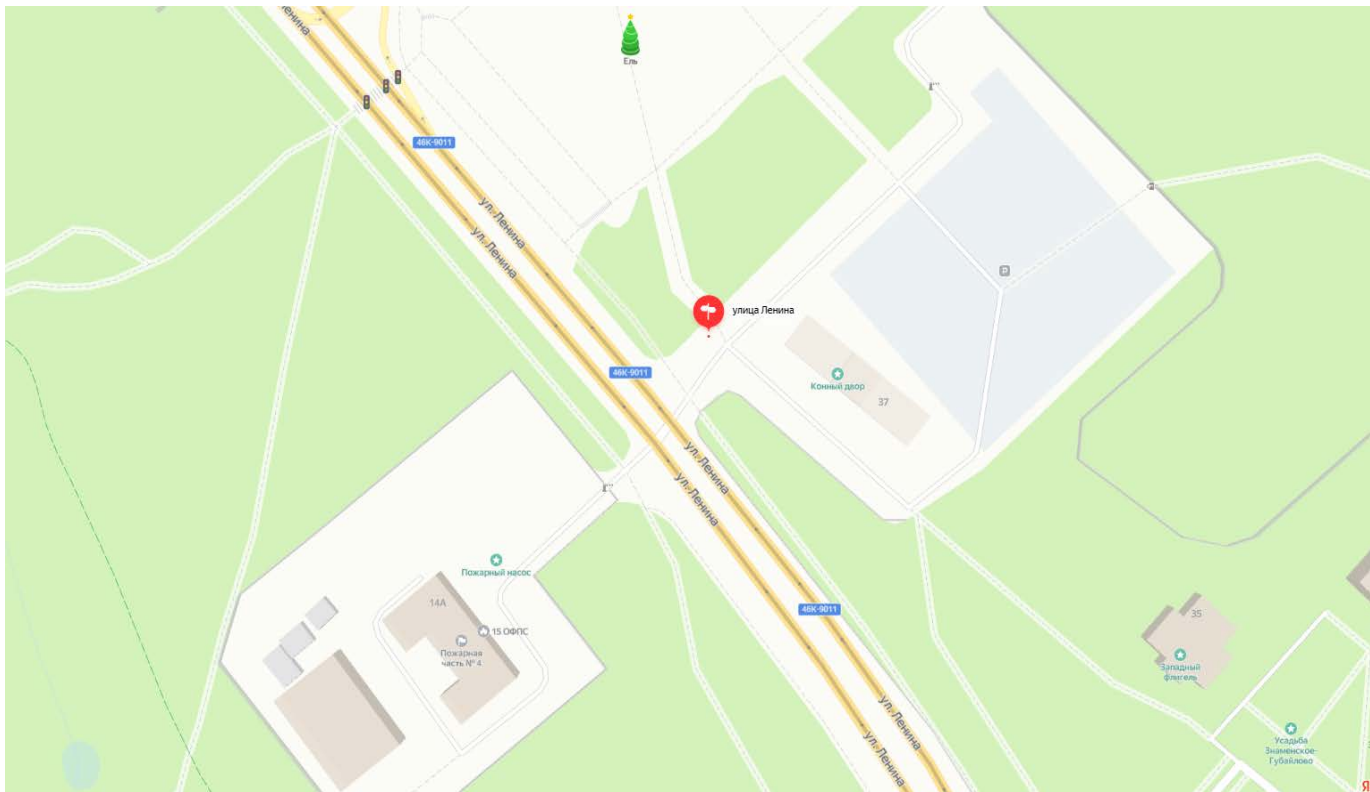 Ленина
Ель
46К-9011
ул. Ленина
ул. Ленина
улица Ленина
46К-9011
Конный двор
37
ул. Ленина
ул. Ленина
Пожарный насос
14А
15 ОФПС
Пожарная
часть № 4
46К-9011
35
Западный
флигель
ул. Ленина
ул. Ленина
Усадьба
Знаменское-
Губайлово
P
Я